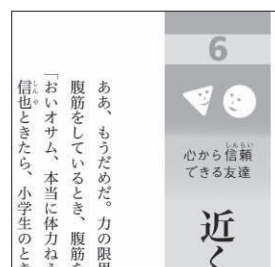 6
心から信頼
できる友達
近く
ああ、もうだめだ。力の限界
腹筋をしているとき、腹筋を
「おいオサム、本当に体力ねぇ
信也ときたら、小学生のとき